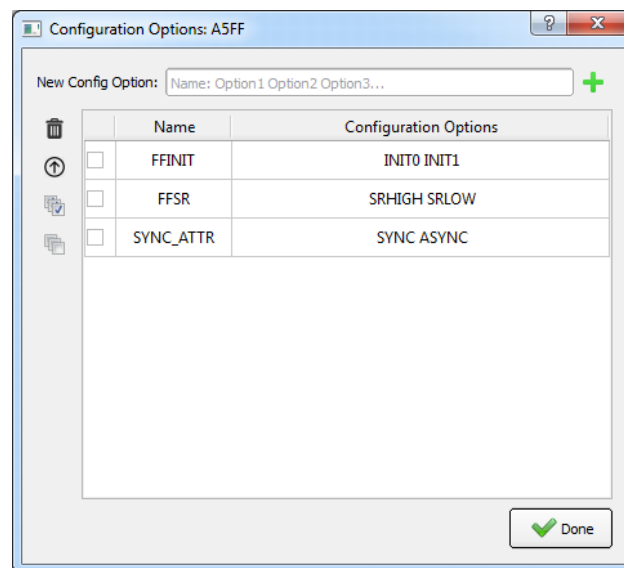 Configuration Options: A5FF
?
New Config Option: Name: Option1 Option2 Option3...
Name Configuration Options
FFINIT INIT0 INIT1
FFSR SRHIGH SRLOW
SYNC_ATTR SYNC ASYNC
Done